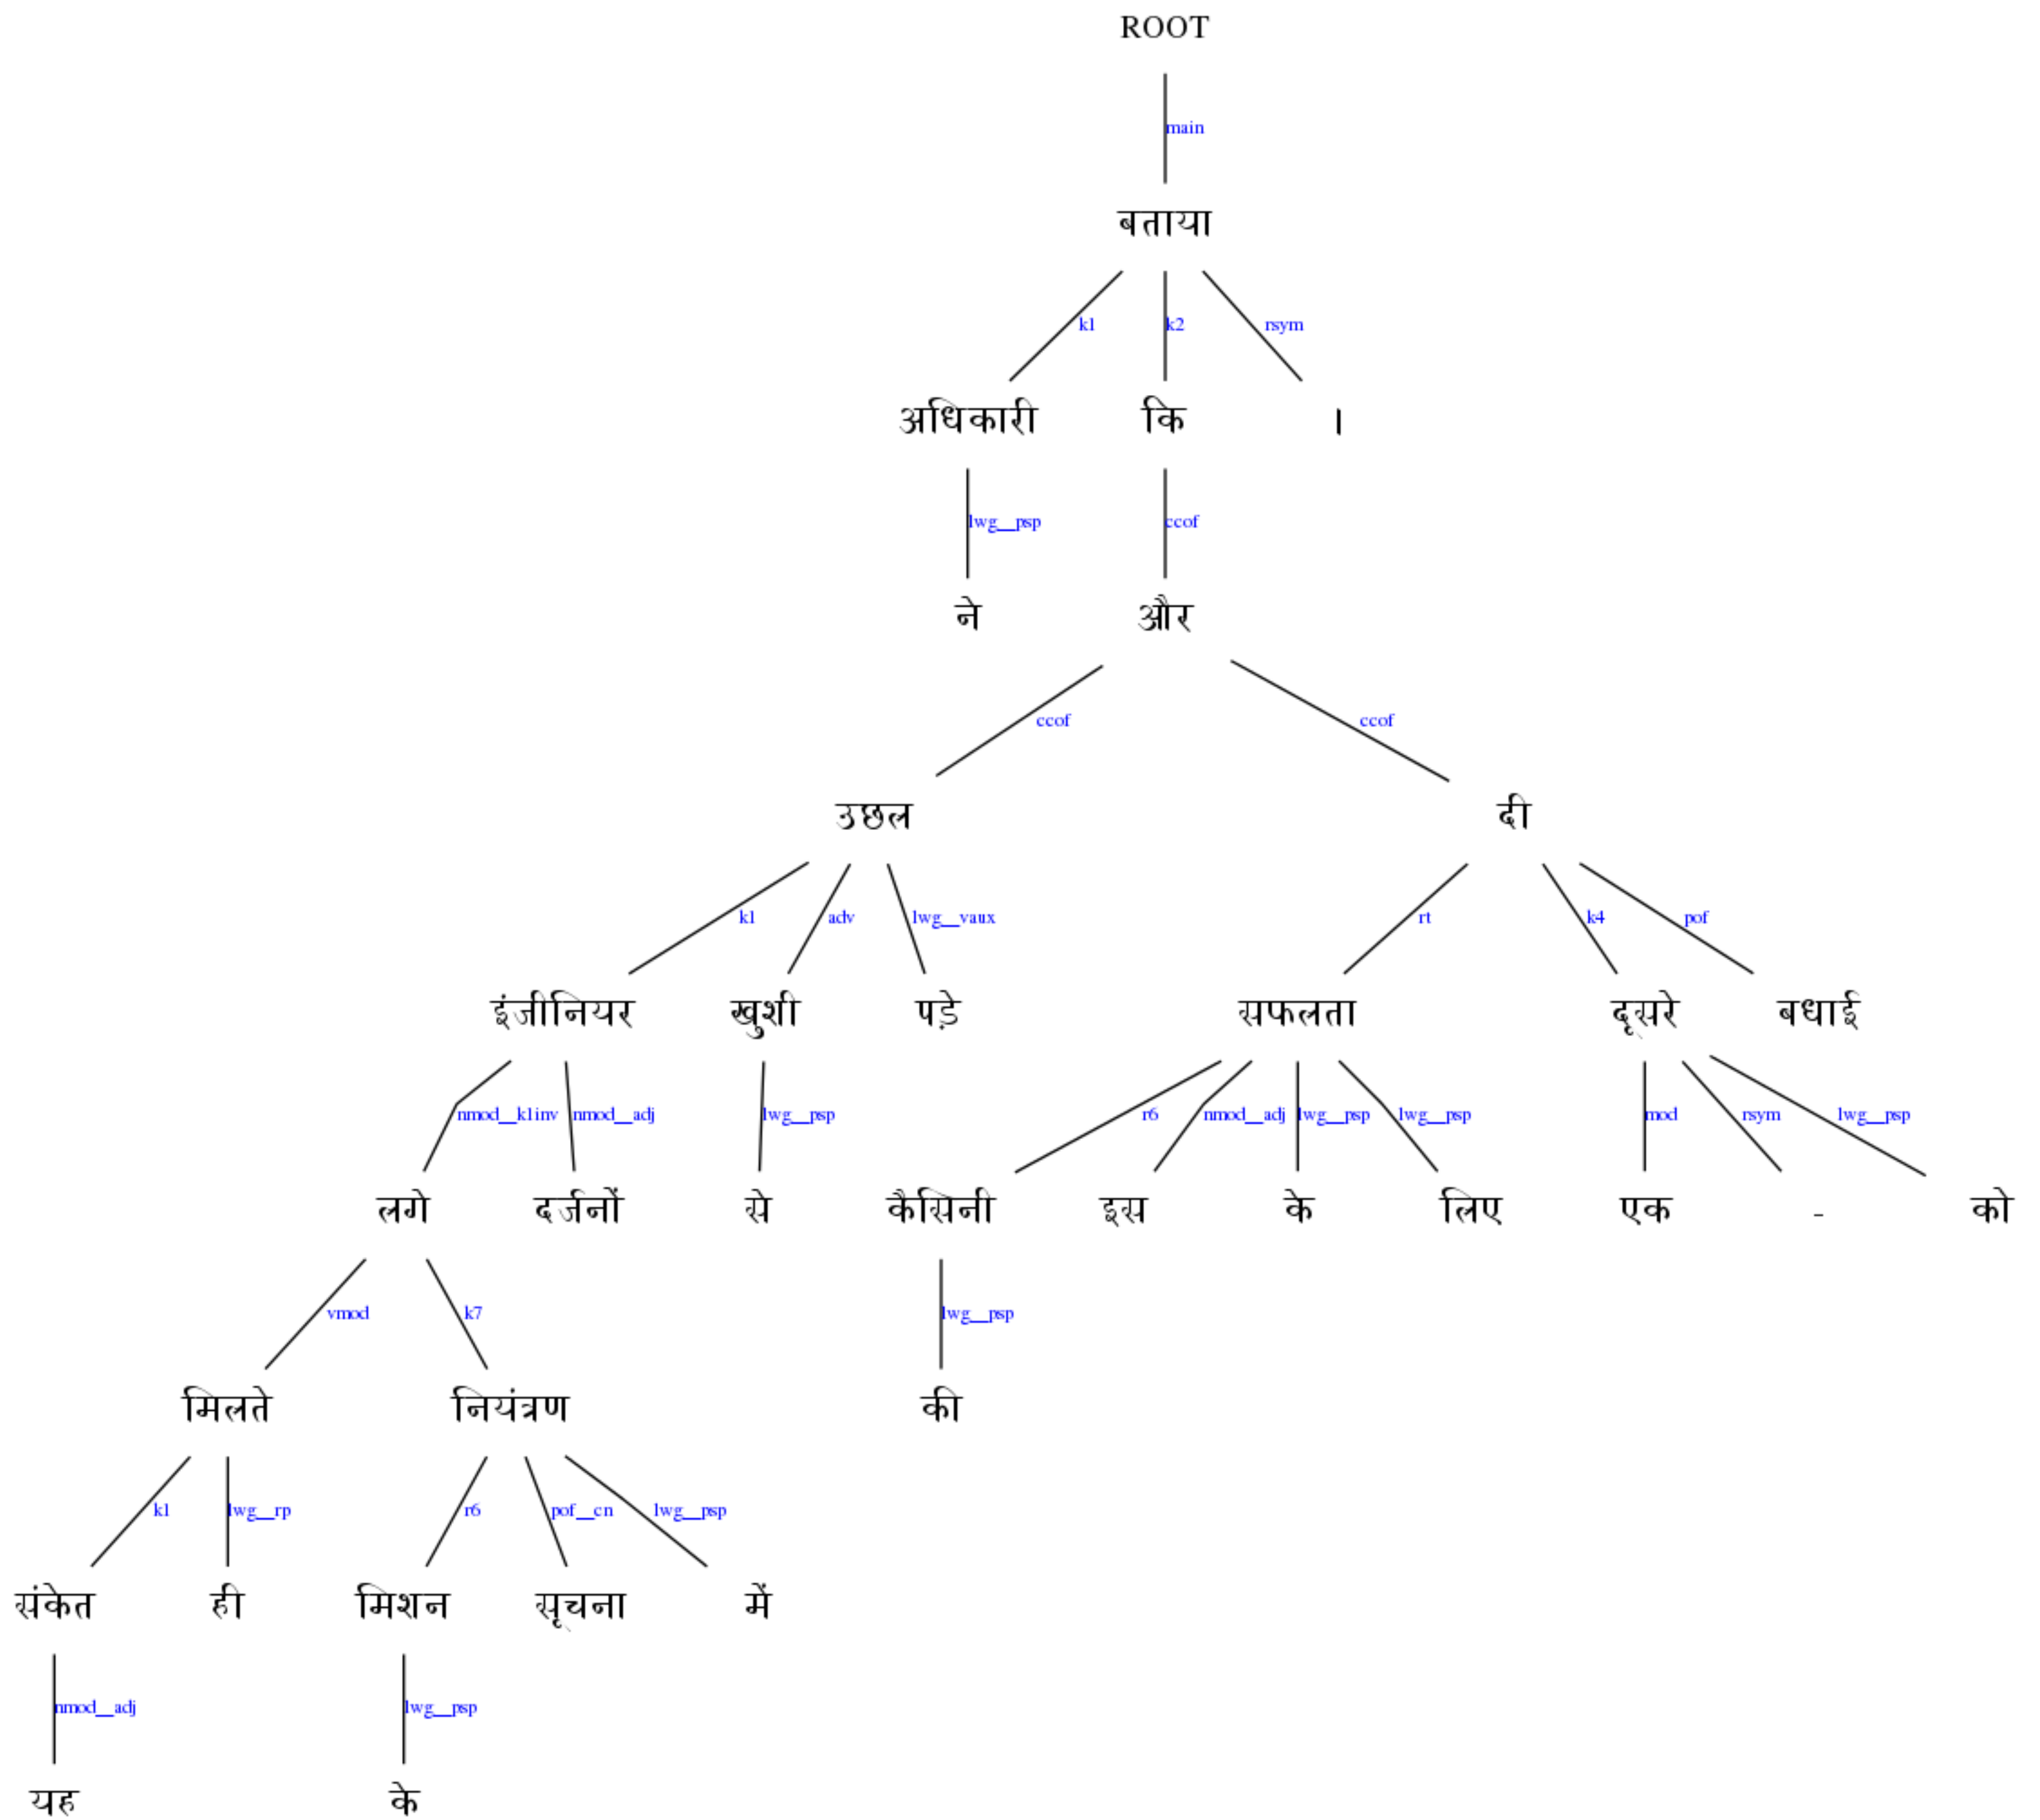 ROOT
main
बताया
k1 k2 rsym
अधिकारी कि ।
lwg__psp ccof
ने और
ccof ccof
उछल दी
k1 adv lwg__vaux rt k4 pof
इंजीनियर खुशी पड़े सफलता दूसरे बधाई
nmod__k1inv nmod__adj lwg__psp r6 nmod__adj lwg__psp lwg__psp mod rsym lwg__psp
लगे दर्जनों से कैसिनी इस के लिए एक - को
vmod k7 lwg__psp
मिलते नियंत्रण की
k1 lwg__rp r6 pof__cn lwg__psp
संकेत ही मिशन सूचना में
nmod__adj lwg__psp
यह के